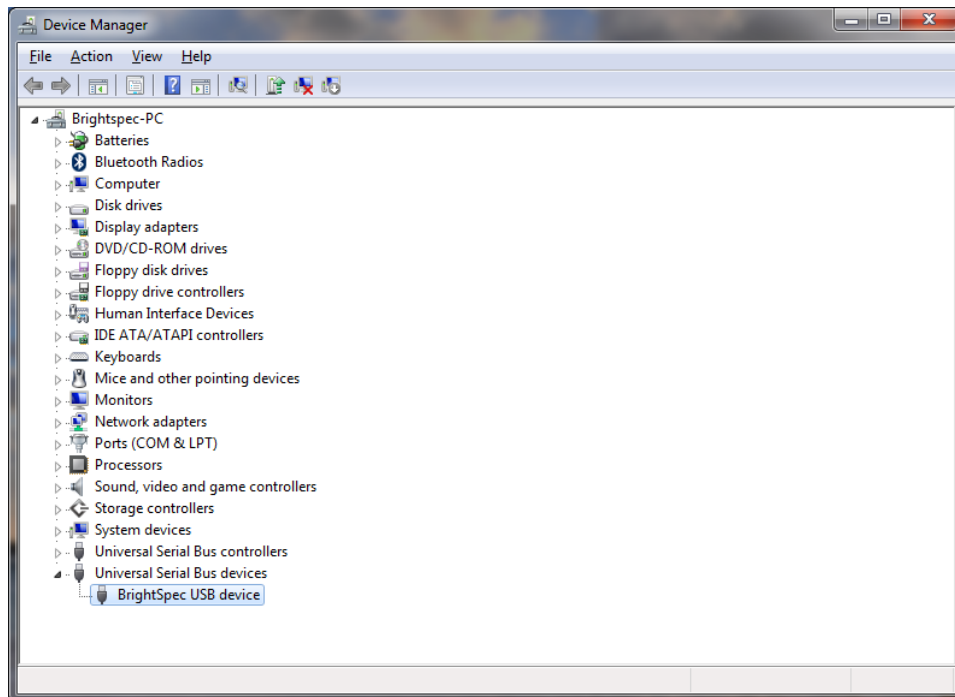 Device Manager
File Action View Help
Brightspec-PC
Batteries
Bluetooth Radios
Computer
Disk drives
Display adapters
DVD/CD-ROM drives
Floppy disk drives
Floppy drive controllers
Human Interface Devices
IDE ATA/ATAPI controllers
Keyboards
Mice and other pointing devices
Monitors
Network adapters
Ports (COM & LPT)
Processors
Sound, video and game controllers
Storage controllers
System devices
Universal Serial Bus controllers
Universal Serial Bus devices
BrightSpec USB device